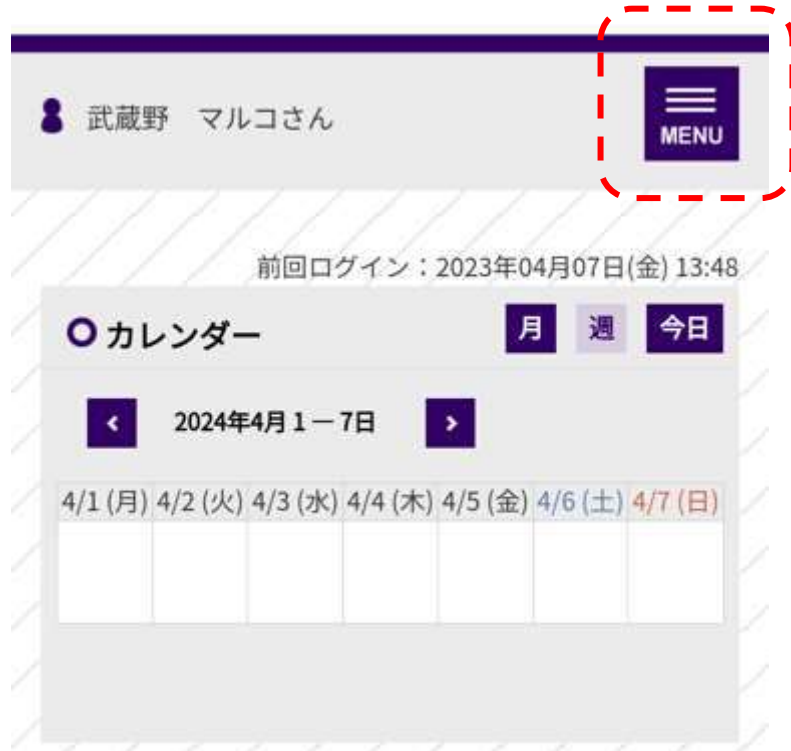 武蔵野　マルコさん
MENU
前回ログイン：2023年04月07日(金) 13:48
カレンダー 月 週 今日
< 2024年4月 1 — 7日 >
4/1 (月) 4/2 (火) 4/3 (水) 4/4 (木) 4/5 (金) 4/6 (土) 4/7 (日)